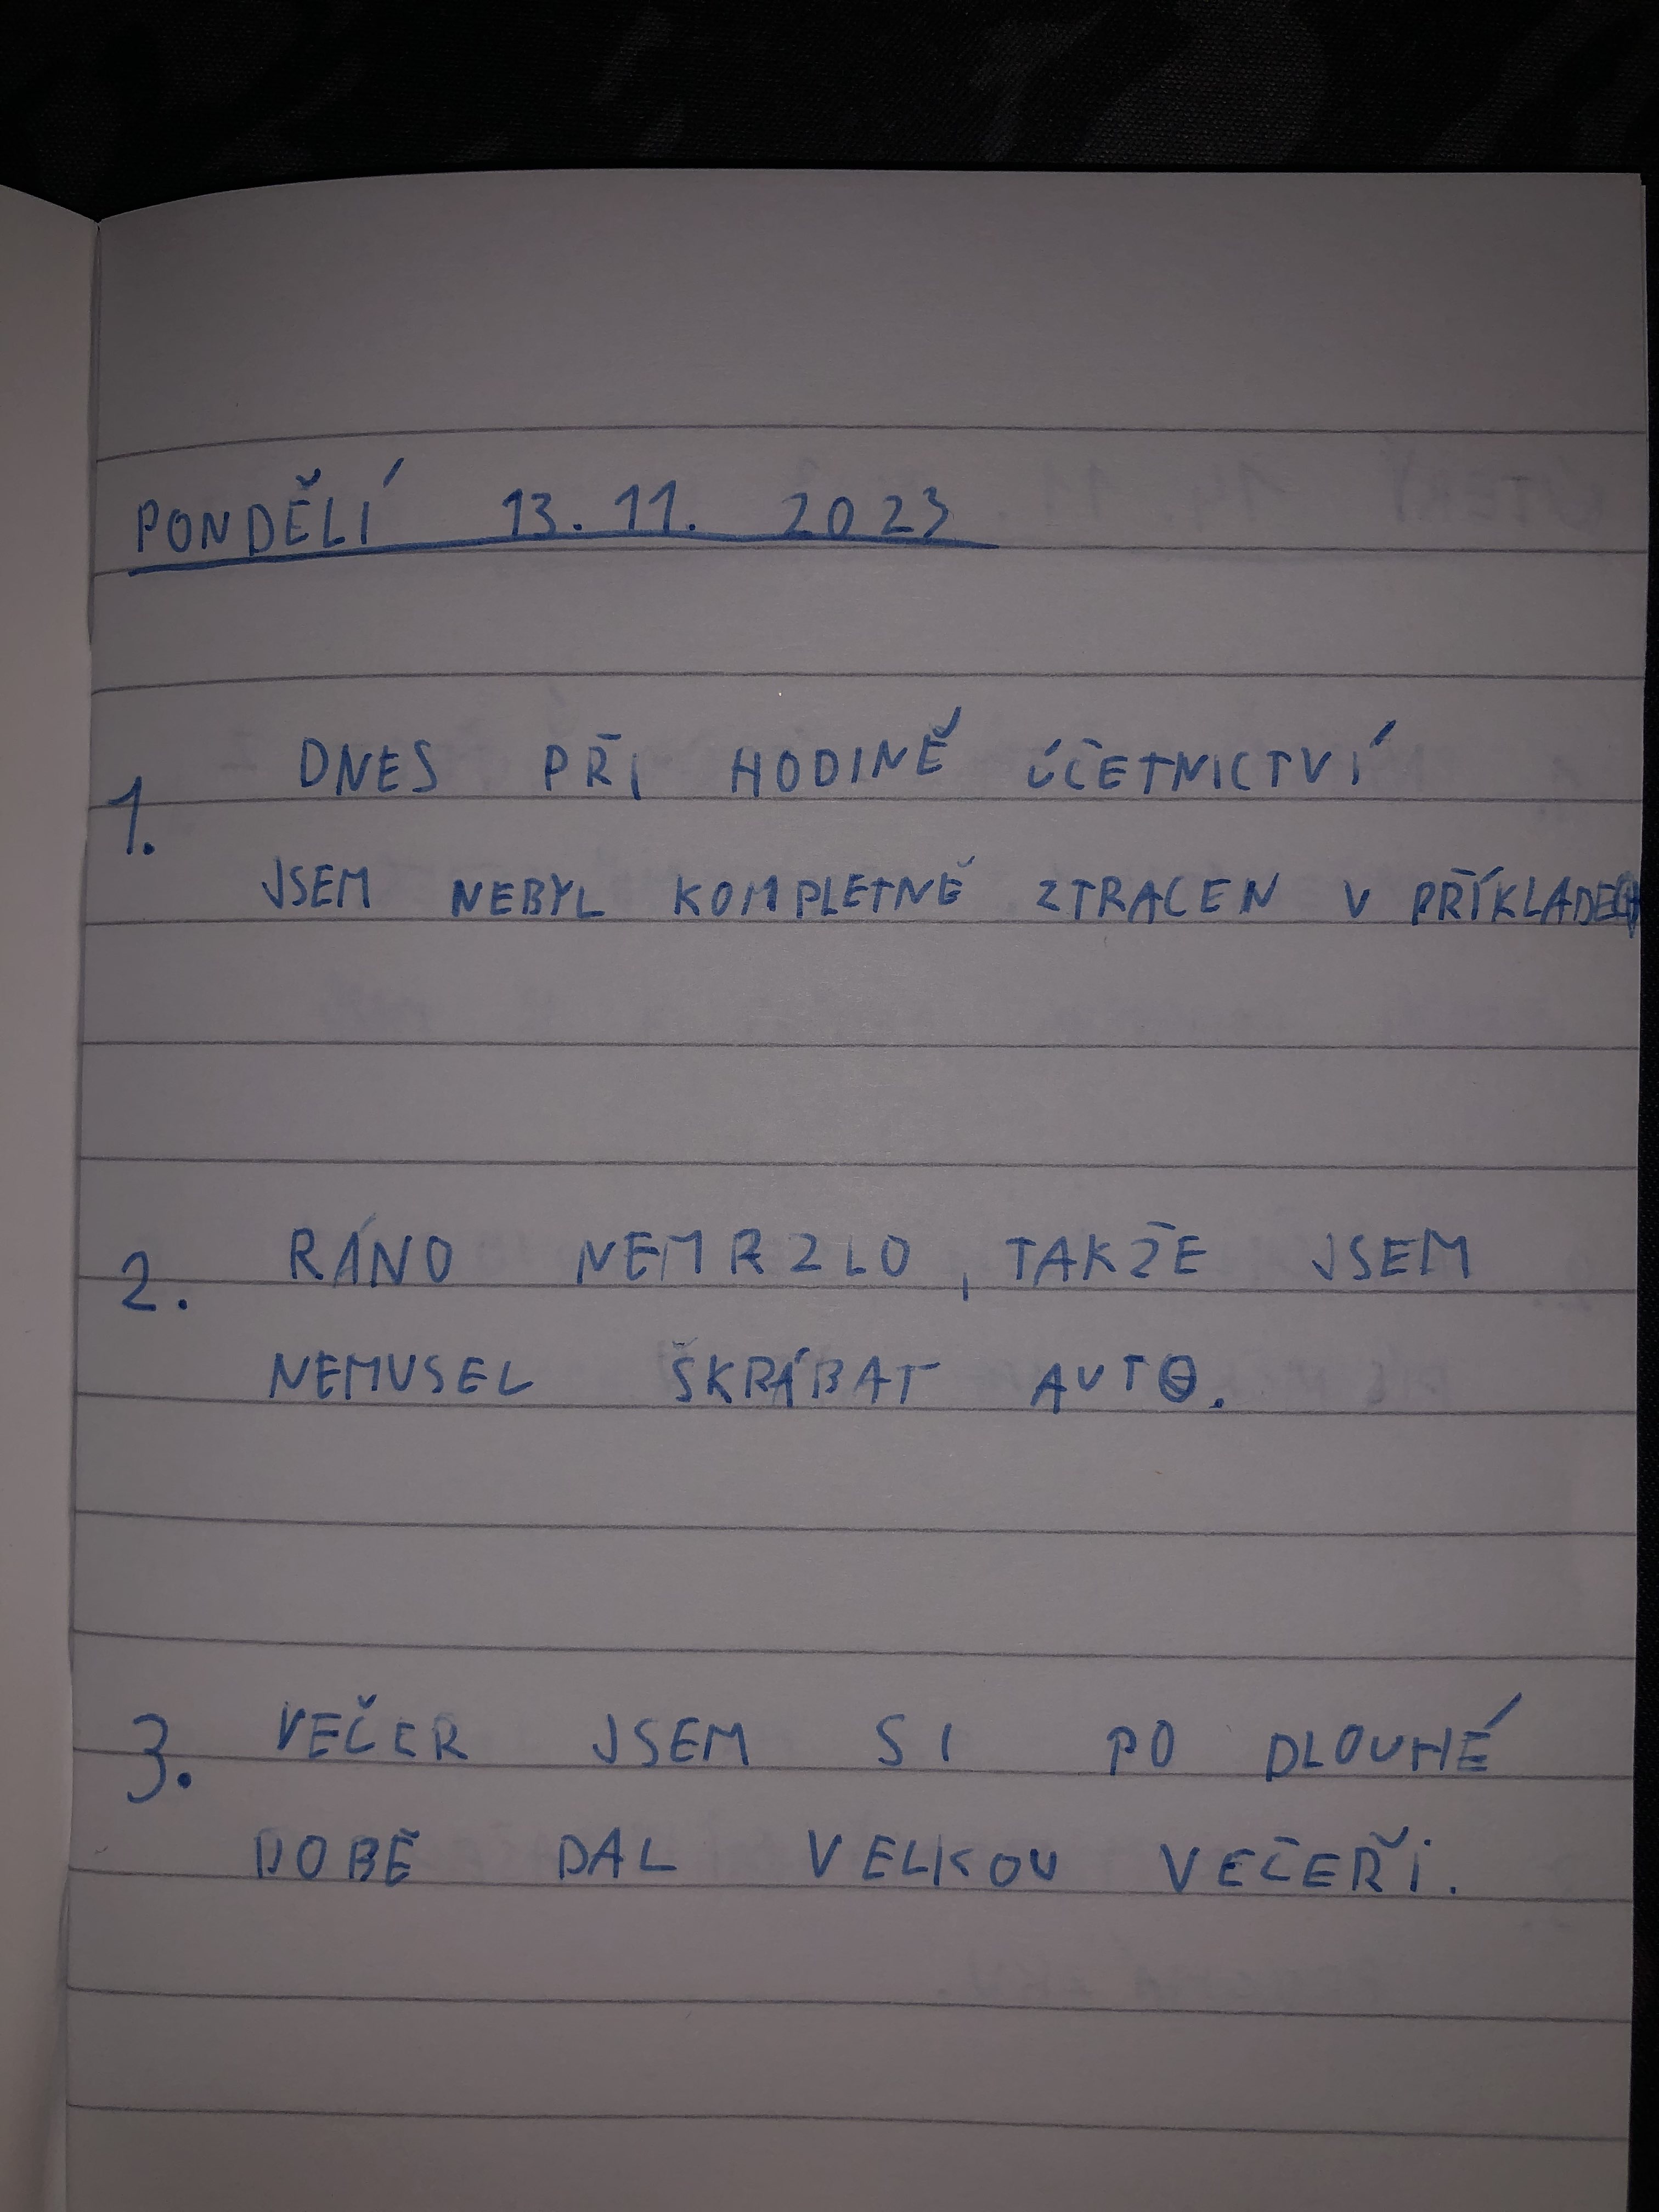 PONDĚLÍ 13. 11. 2023
1. DNES PŘI HODINĚ ÚČETNICTVÍ
JSEM NEBYL KOMPLETNĚ ZTRACEN V PŘÍKLADECH
2. RÁNO NEMRZLO, TAKŽE JSEM
NEMUSEL ŠKRÁBAT AUTO.
3. VEČER JSEM SI PO DLOUHÉ
DOBĚ DAL VELKOU VEČEŘI.